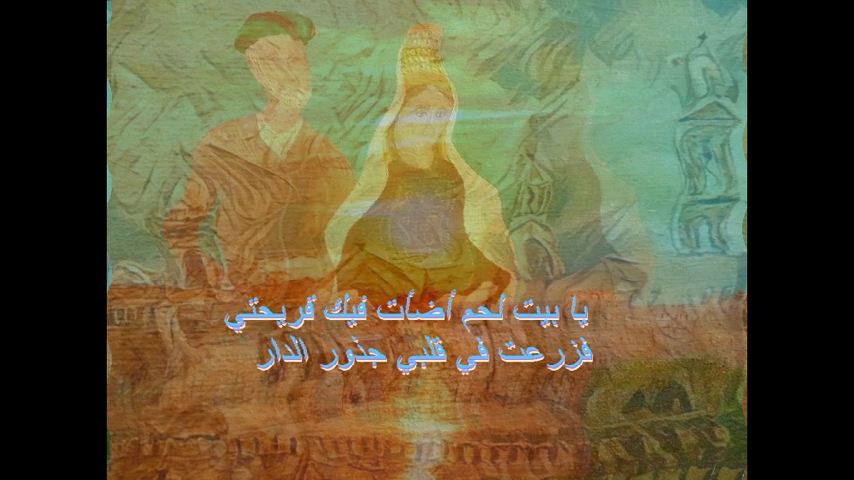 يا بيت لحم أضأت فيك قريحتي
فزرعت في قلبي جذور الدار